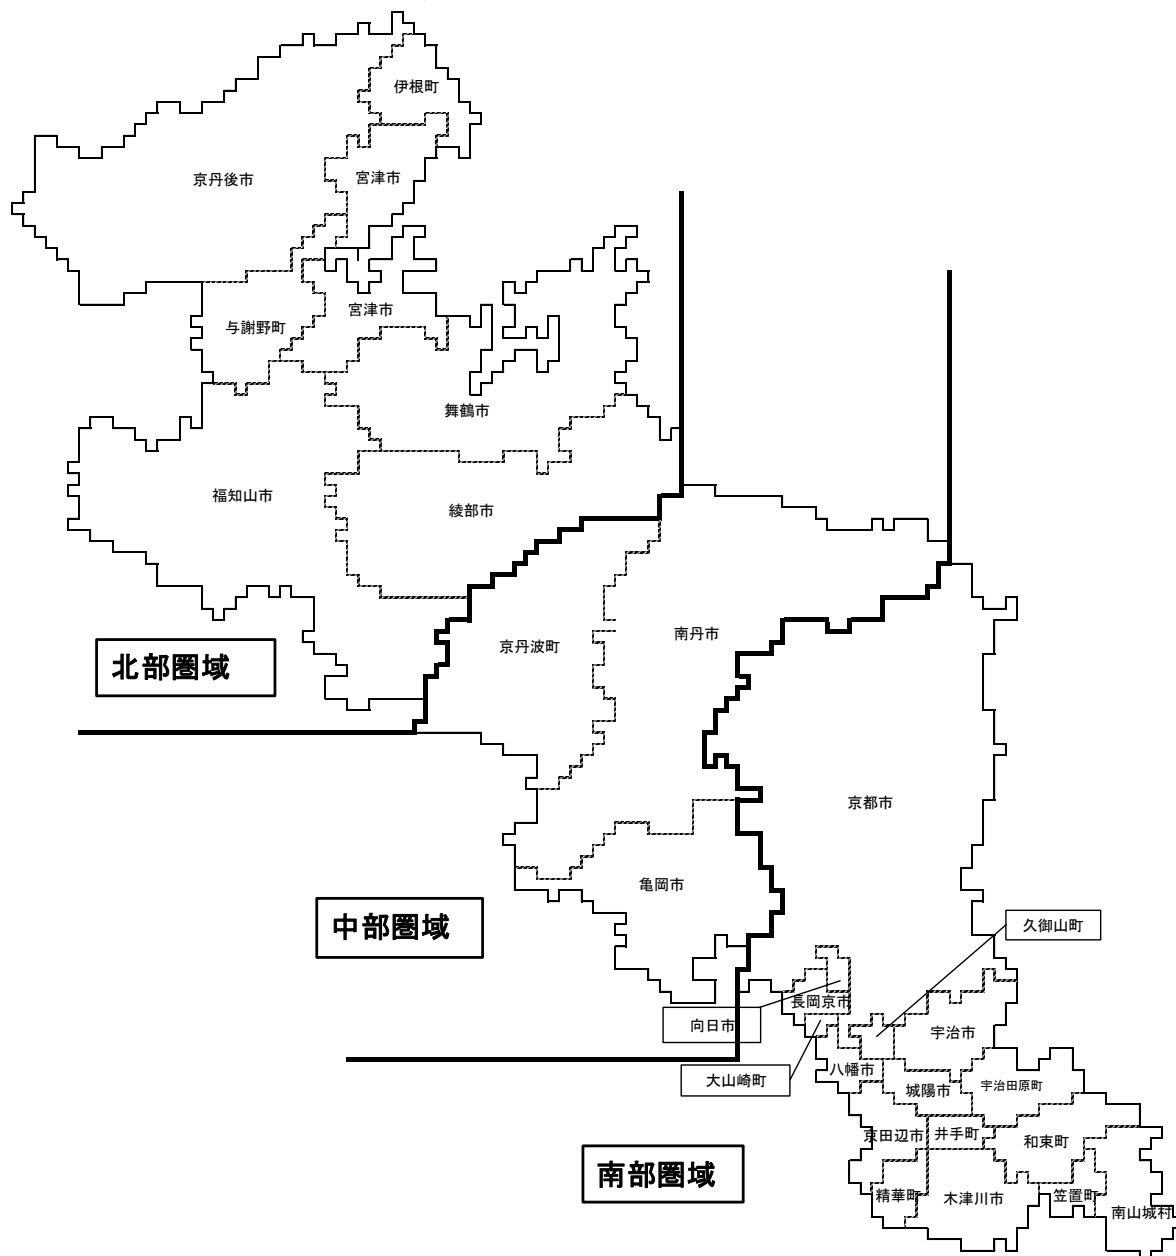 伊根町
京丹後市
宮津市
宮津市
与謝野町
舞鶴市
福知山市
綾部市
南丹市
京丹波町
北部圏域
京都市
亀岡市
中部圏域
久御山町
長岡京市
向日市
宇治市
八幡市
大山崎町
城陽市
宇治田原町
京田辺市
井手町
和束町
南部圏域
精華町
木津川市
笠置町
南山城村